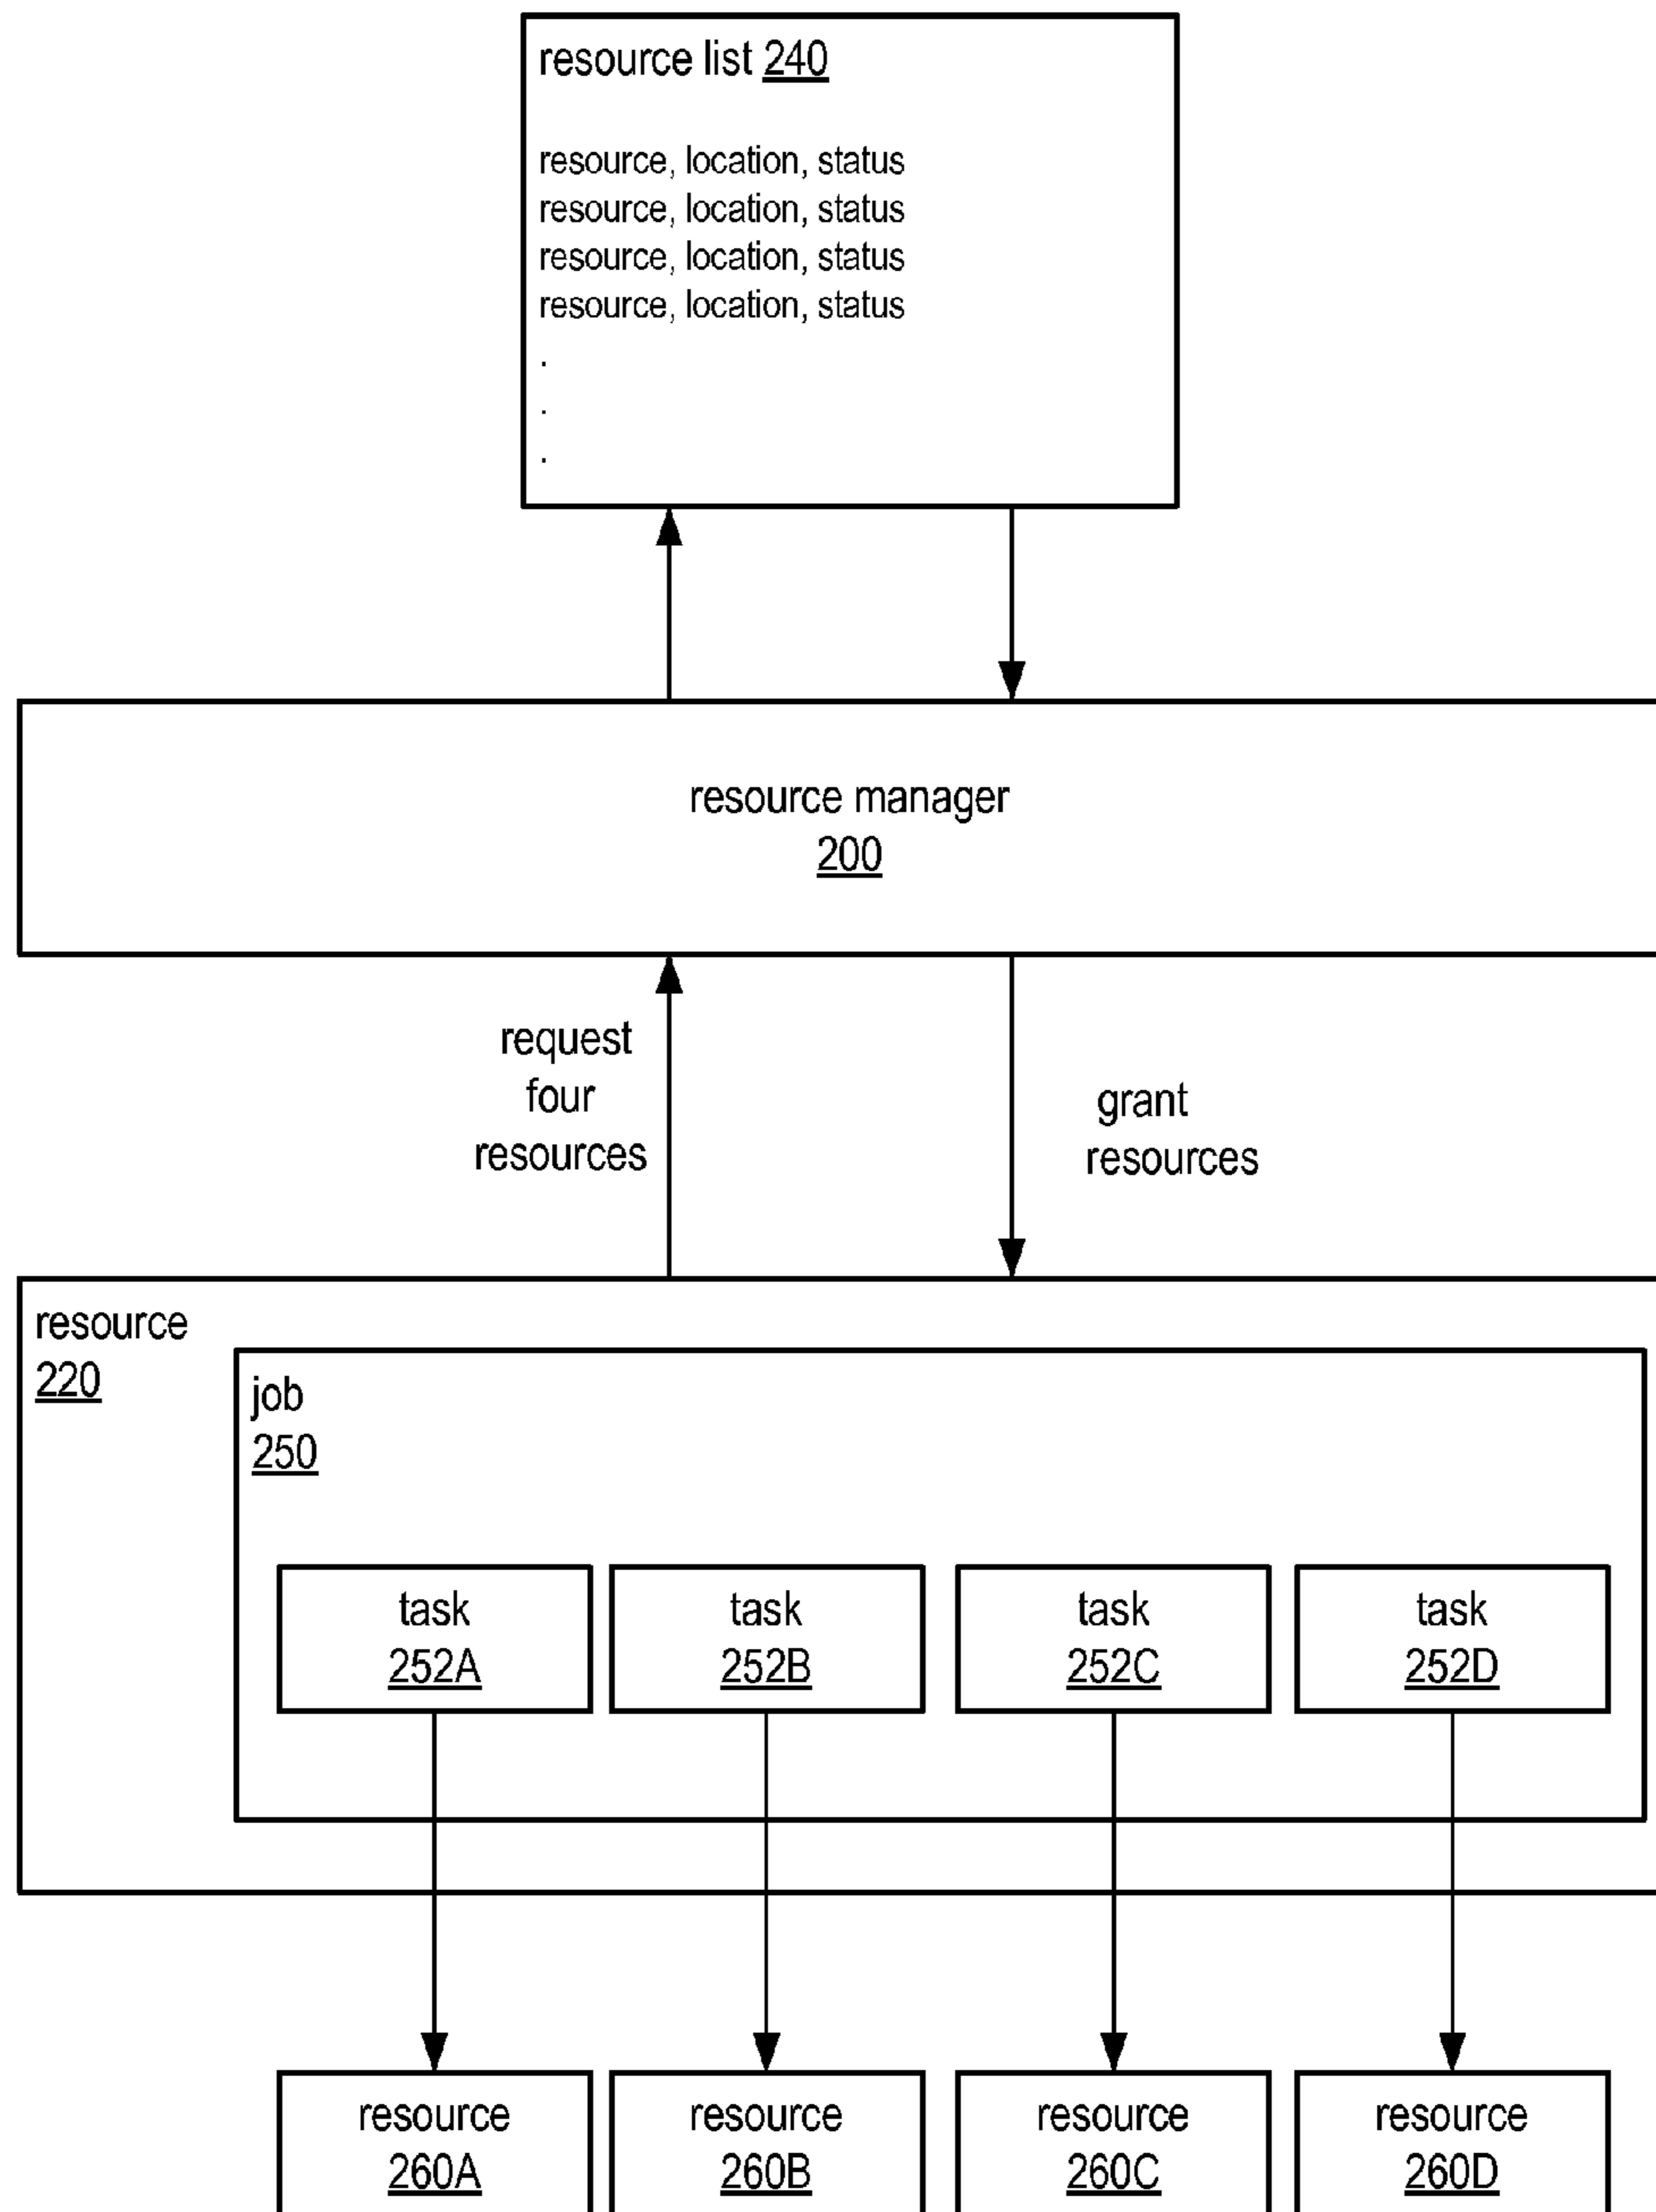 resource list 240
resource, location, status
resource, location, status
resource, location, status
resource, location, status
.
.
.
resource manager
200
request
four
resources
grant
resources
resource
220
job
250
task
252A
task
252B
task
252C
task
252D
resource
260A
resource
260B
resource
260C
resource
260D